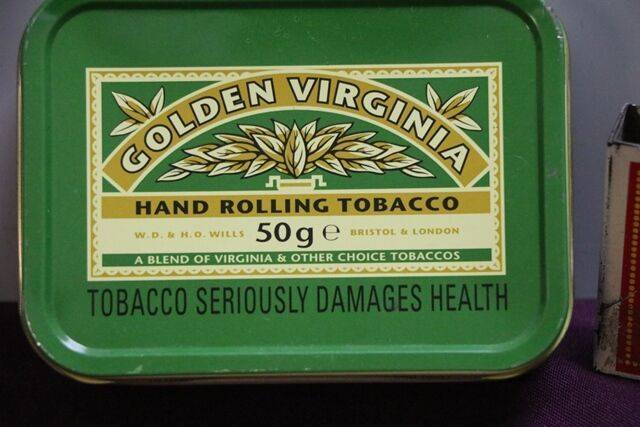 GOLDEN VIRGINIA
HAND ROLLING TOBACCO
W.D. & H.O. WILLS 50g ℮ BRISTOL & LONDON
A BLEND OF VIRGINIA & OTHER CHOICE TOBACCOS
TOBACCO SERIOUSLY DAMAGES HEALTH